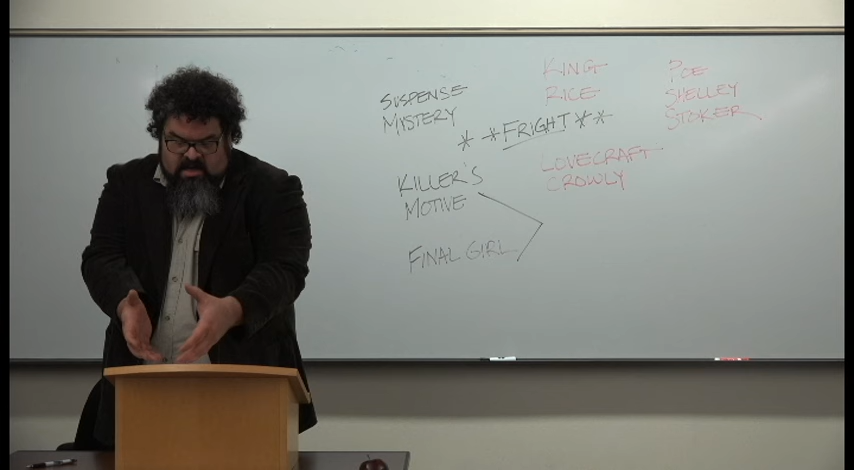 SUSPENSE
MYSTERY
* *FRIGHT**
KILLER'S
MOTIVE
FINAL GIRL
KING
RICE
LOVECRAFT
CROWLY
POE
SHELLEY
STOKER